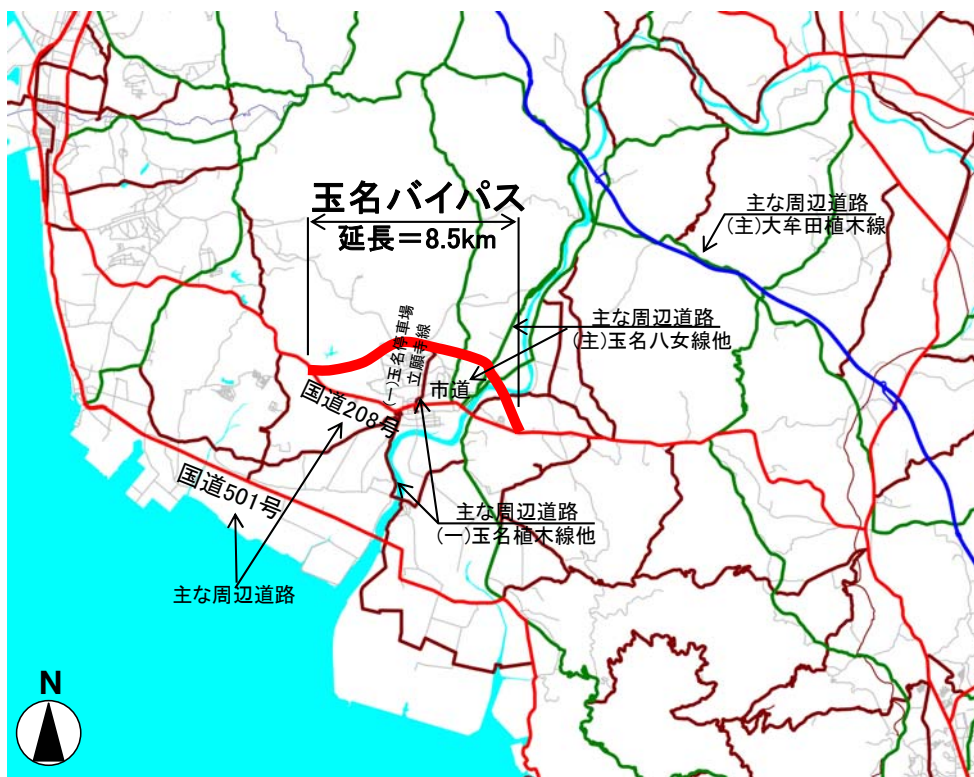 玉名バイパス
延長=8.5km
主な周辺道路
(主)大牟田植木線
主な周辺道路
(主)玉名八女線他
(一)玉名停車場
立願寺線
市道
国道208号
国道501号
主な周辺道路
(一)玉名植木線他
主な周辺道路
N